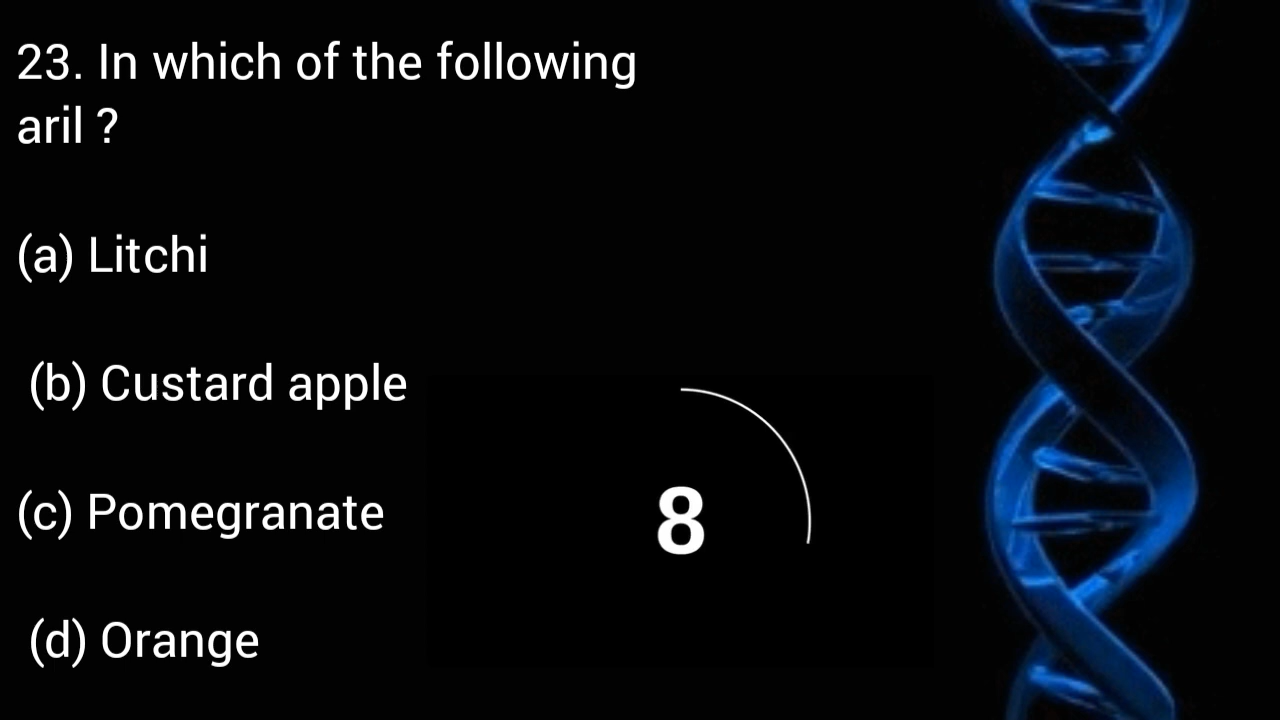 23. In which of the following
aril ?
(a) Litchi
(b) Custard apple
(c) Pomegranate
8
(d) Orange